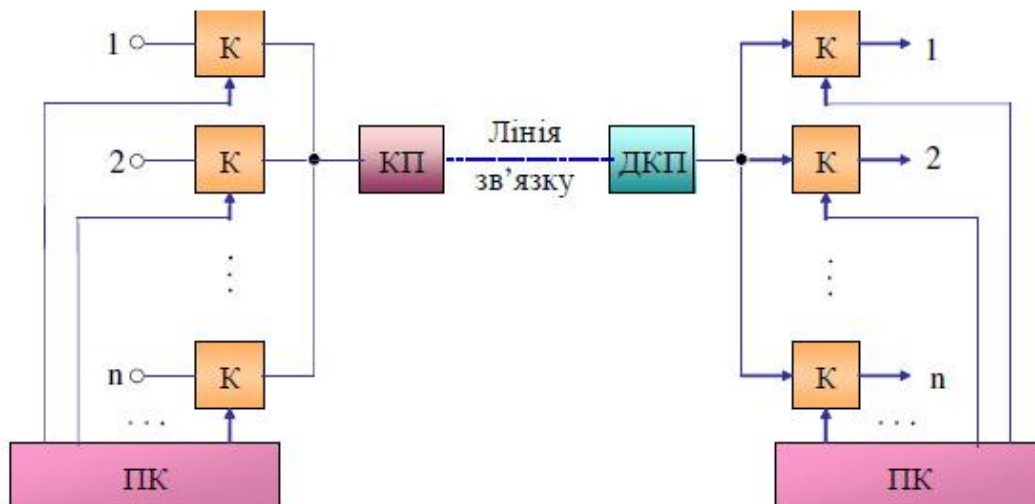 1 К К 1
2 К КП Лінія зв’язку ДКП К 2
n К К n
ПК ПК